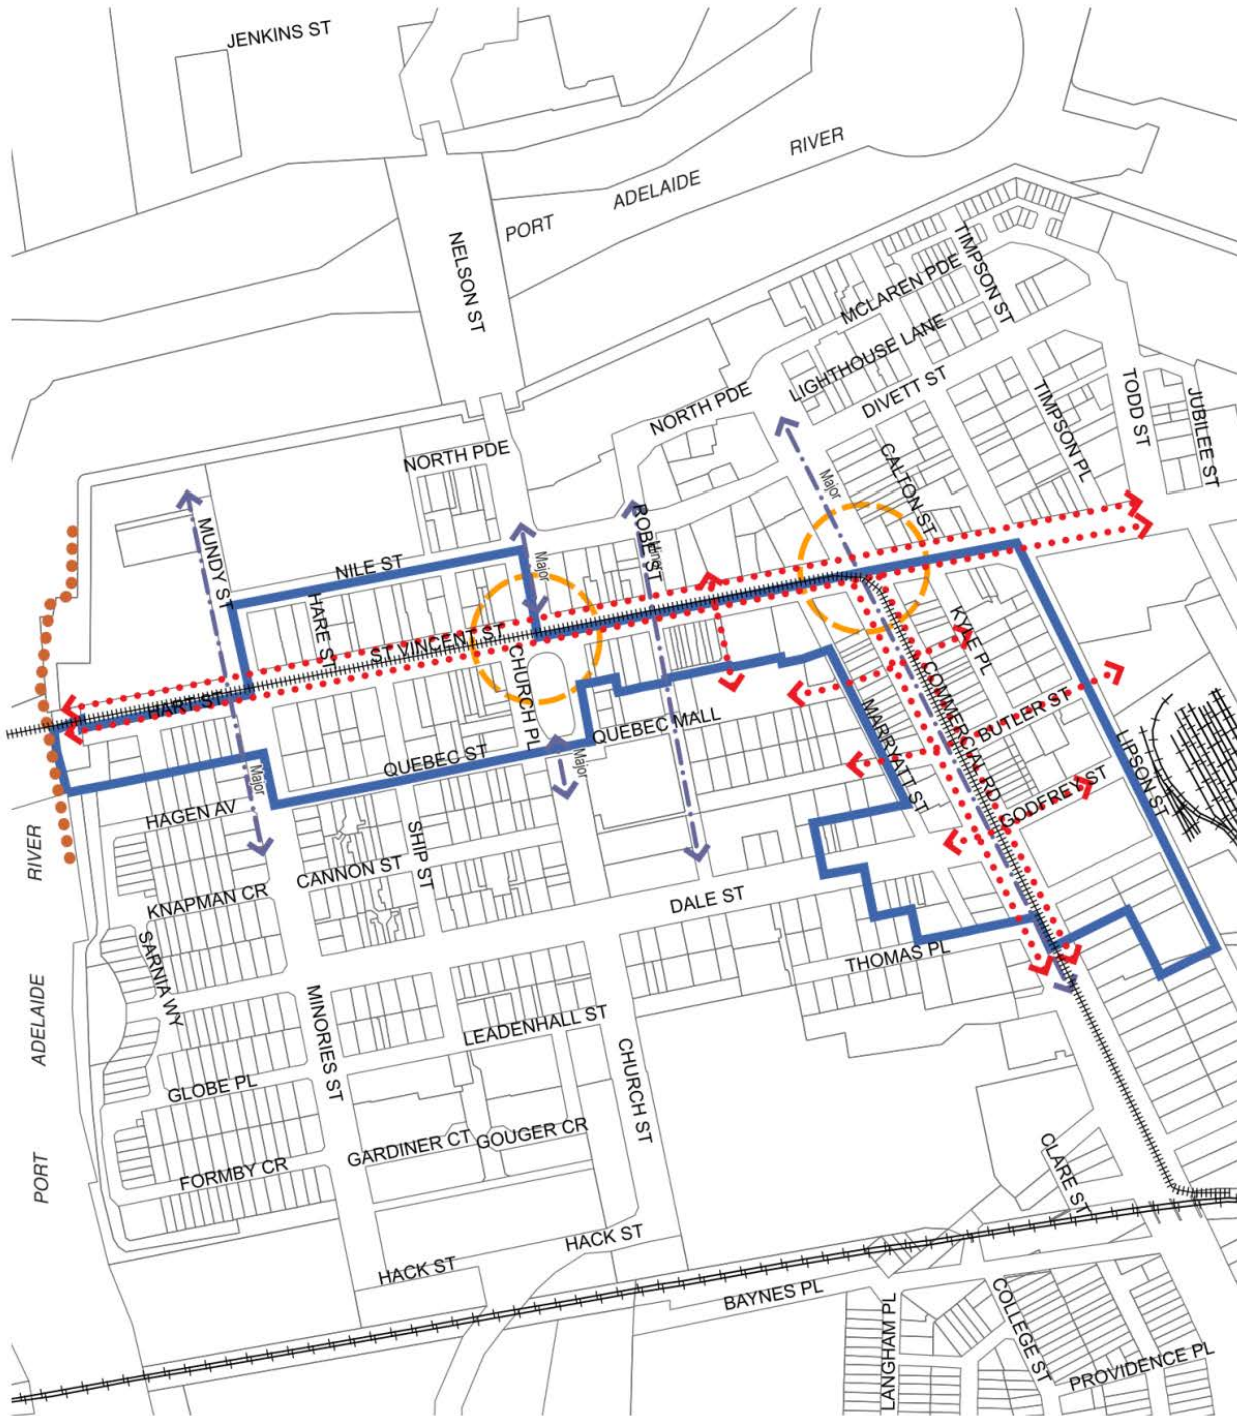 JENKINS ST
RIVER
ADELAIDE
PORT
NELSON ST
TIMPSON ST
MCLAREN PDE
LIGHTHOUSE LANE
DIVETT ST
NORTH PDE
TIMPSON PL
TODD ST
JUBILEE ST
NORTH PDE
CALTON ST
Major
MUNDY ST
NILE ST
Major
ROBE ST
Minor
HARE ST
ST VINCENT ST
KYLE PL
CHURCH PL
HART ST
COMMERCIAL RD
BUTLER ST
MARRYATT ST
QUEBEC MALL
QUEBEC ST
Major
Major
LIPSON ST
GODFREY ST
HAGEN AV
SHIP ST
RIVER
CANNON ST
KNAPMAN CR
DALE ST
THOMAS PL
SARNIA WY
ADELAIDE
MINORIES ST
LEADENHALL ST
CHURCH ST
GLOBE PL
GARDINER CT
GOUGER CR
FORMBY CR
PORT
CLARE ST
HACK ST
HACK ST
BAYNES PL
LANGHAM PL
COLLEGE ST
PROVIDENCE PL